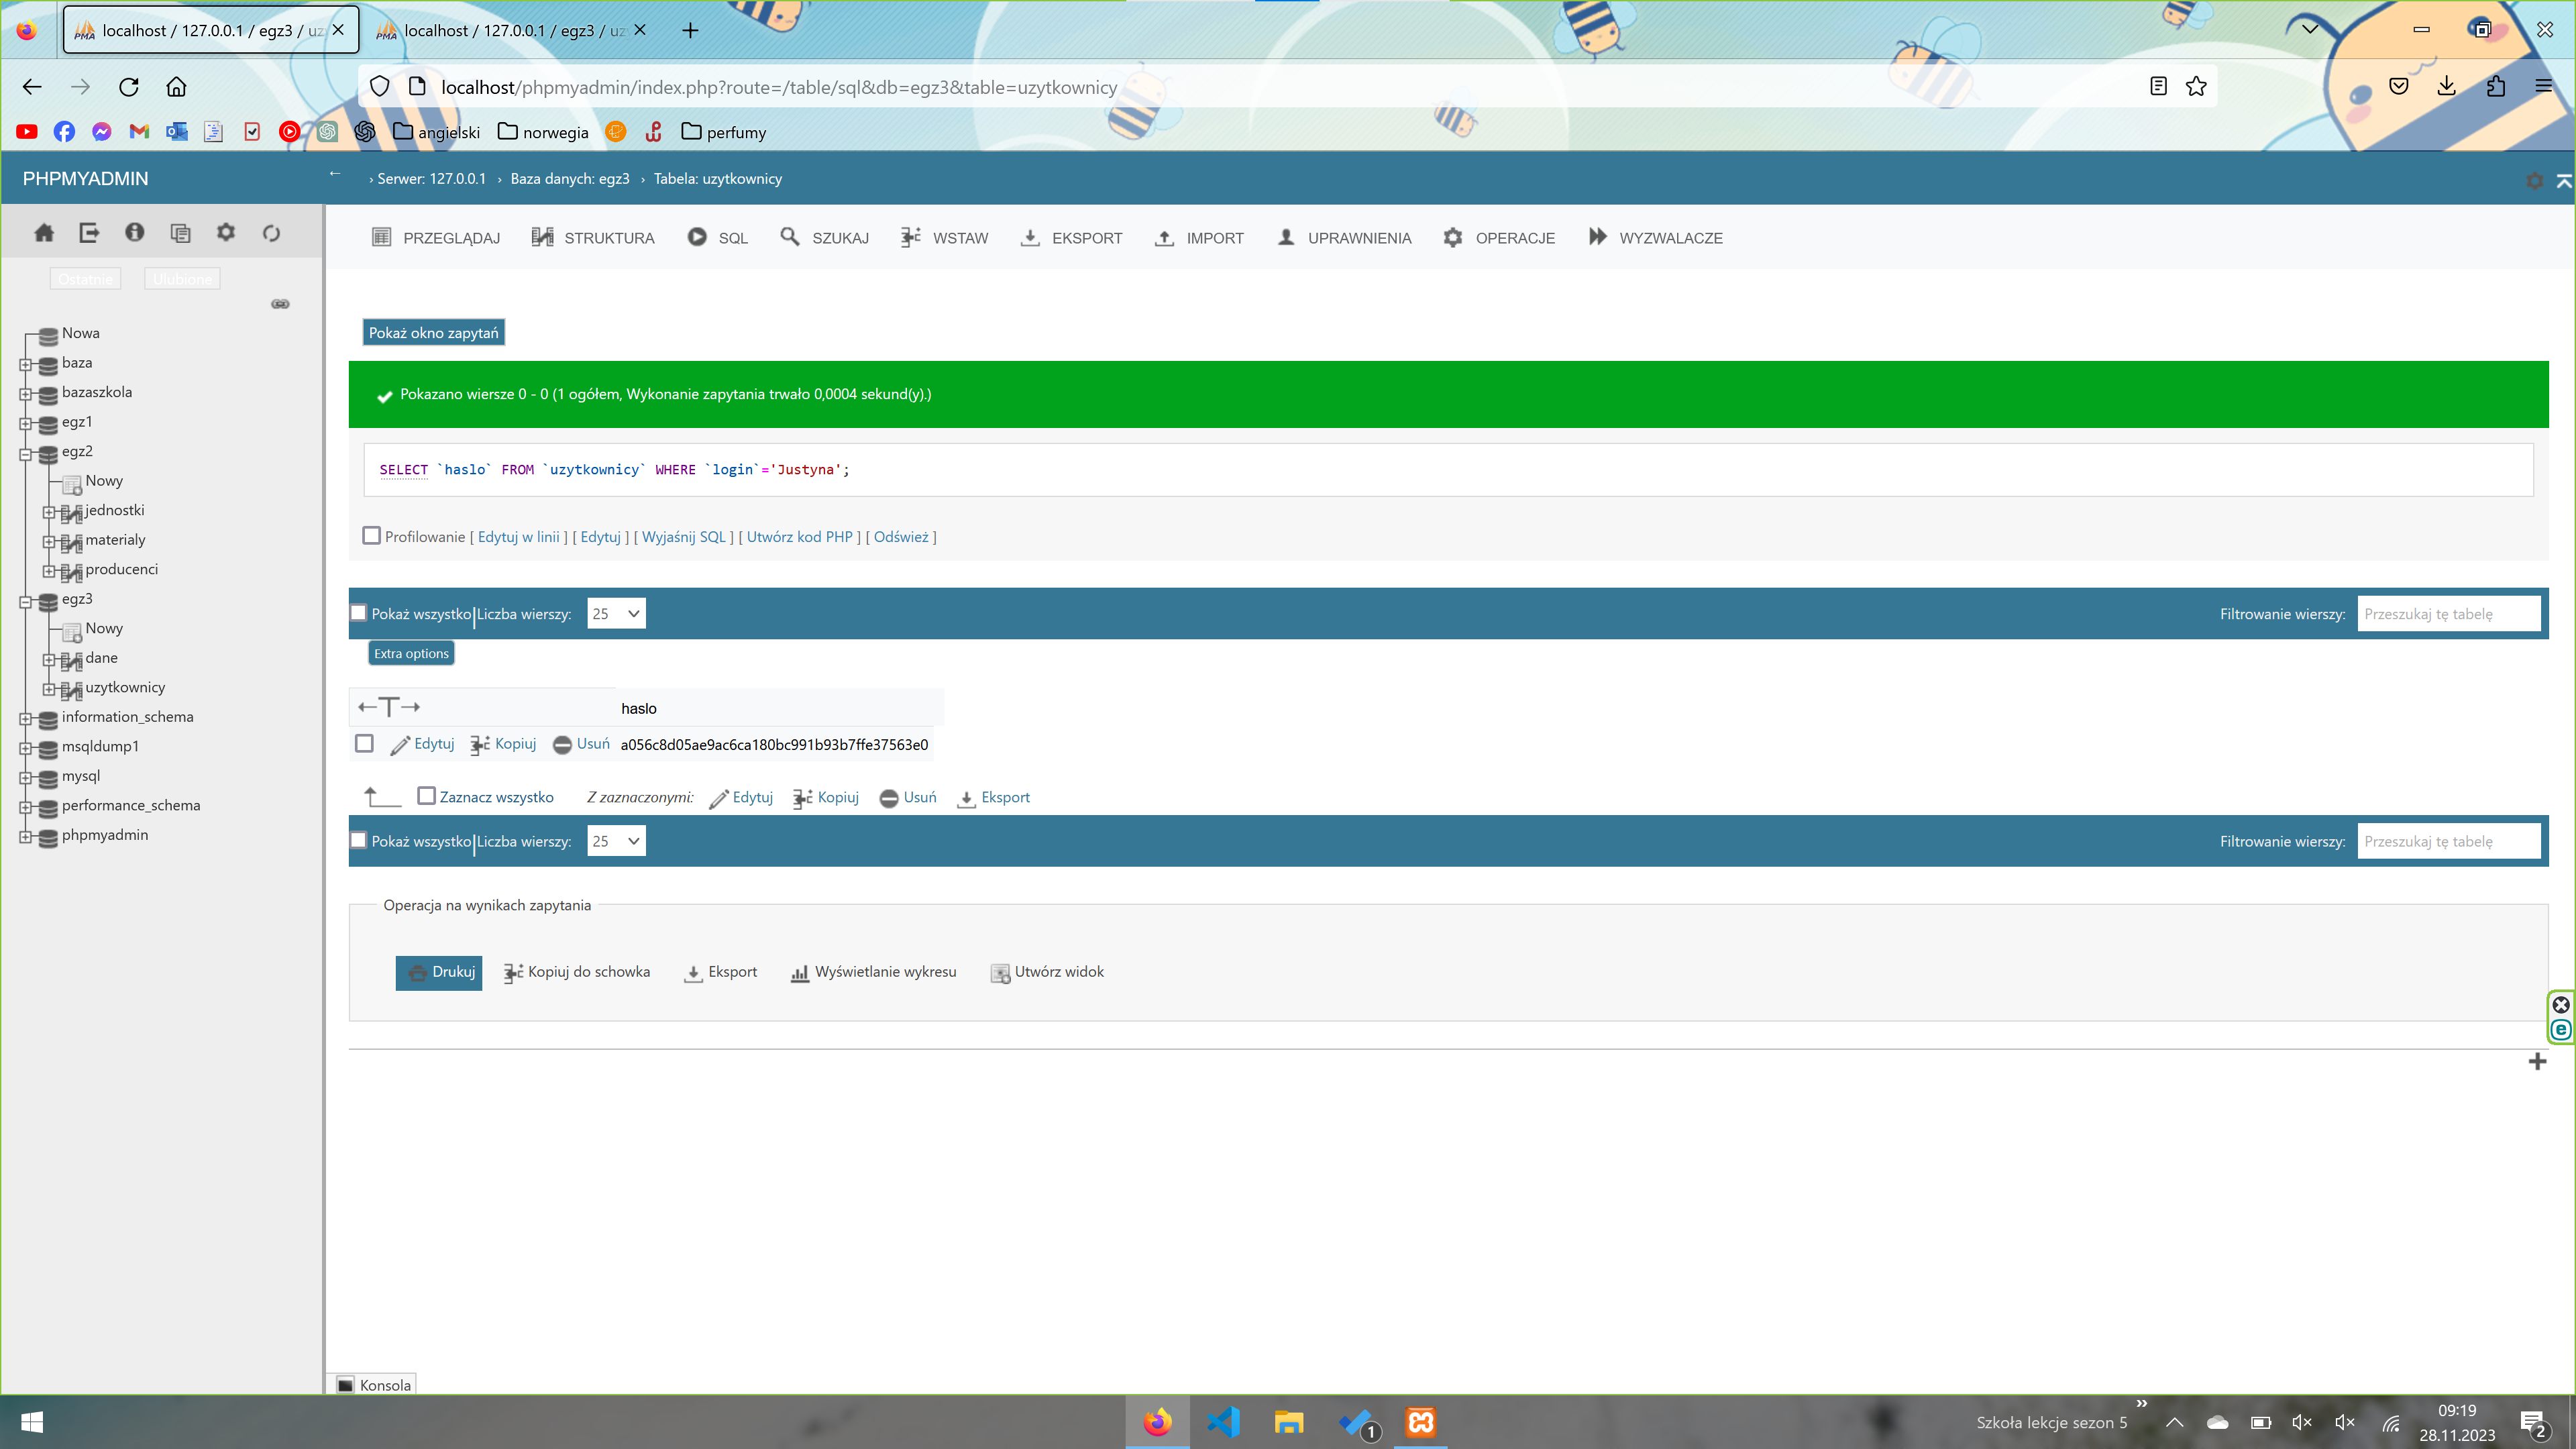 localhost / 127.0.0.1 / egz3 / uz
localhost / 127.0.0.1 / egz3 / uz
localhost/phpmyadmin/index.php?route=/table/sql&db=egz3&table=uzytkownicy
angielski norwegia perfumy
PHPMYADMIN
← › Serwer: 127.0.0.1 › Baza danych: egz3 › Tabela: uzytkownicy
PRZEGLĄDAJ STRUKTURA SQL SZUKAJ WSTAW EKSPORT IMPORT UPRAWNIENIA OPERACJE WYZWALACZE
Ostatnie Ulubione
Nowa
baza
bazaszkola
egz1
egz2
Nowy
jednostki
materialy
producenci
egz3
Nowy
dane
uzytkownicy
information_schema
msqldump1
mysql
performance_schema
phpmyadmin
Pokaż okno zapytań
Pokazano wiersze 0 - 0 (1 ogółem, Wykonanie zapytania trwało 0,0004 sekund(y).)
SELECT `haslo` FROM `uzytkownicy` WHERE `login`='Justyna';
Profilowanie [ Edytuj w linii ] [ Edytuj ] [ Wyjaśnij SQL ] [ Utwórz kod PHP ] [ Odśwież ]
Pokaż wszystko | Liczba wierszy: 25 Filtrowanie wierszy: Przeszukaj tę tabelę
Extra options
←T→ haslo
Edytuj Kopiuj Usuń a056c8d05ae9ac6ca180bc991b93b7ffe37563e0
Zaznacz wszystko Z zaznaczonymi: Edytuj Kopiuj Usuń Eksport
Pokaż wszystko | Liczba wierszy: 25 Filtrowanie wierszy: Przeszukaj tę tabelę
Operacja na wynikach zapytania
Drukuj Kopiuj do schowka Eksport Wyświetlanie wykresu Utwórz widok
Konsola
1
Szkoła lekcje sezon 5 »
09:19
28.11.2023
2